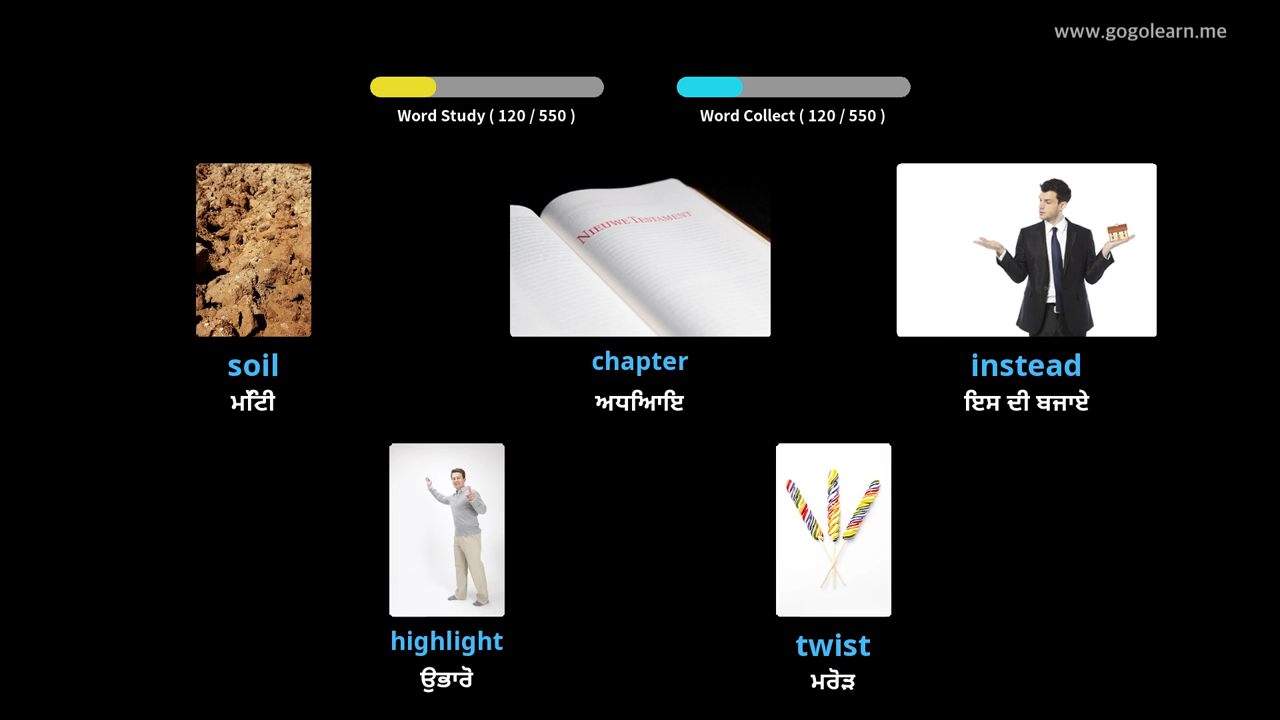 www.gogolearn.me
Word Study ( 120 / 550 )
Word Collect ( 120 / 550 )
NIEUWE TESTAMENT
soil
ਮਿੱਟੀ
chapter
ਅਧਿਆਇ
instead
ਇਸ ਦੀ ਬਜਾਏ
highlight
ਉਭਾਰੋ
twist
ਮਰੋੜ